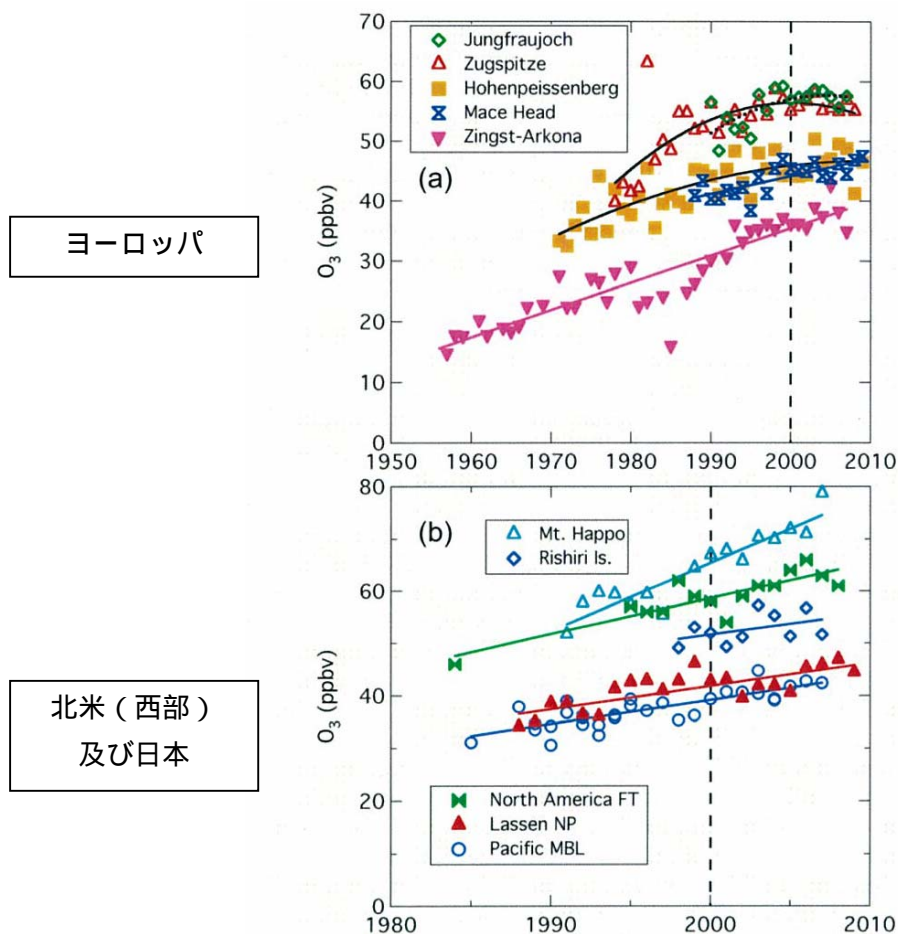 ヨーロッパ
70
60
50
40
30
20
10
0
O₃ (ppbv)
Jungfraujoch
Zugspitze
Hohenpeissenberg
Mace Head
Zingst-Arkona
(a)
1950 1960 1970 1980 1990 2000 2010
北米（西部）
及び日本
80
60
40
20
0
O₃ (ppbv)
(b)
Mt. Happo
Rishiri Is.
North America FT
Lassen NP
Pacific MBL
1980 1990 2000 2010